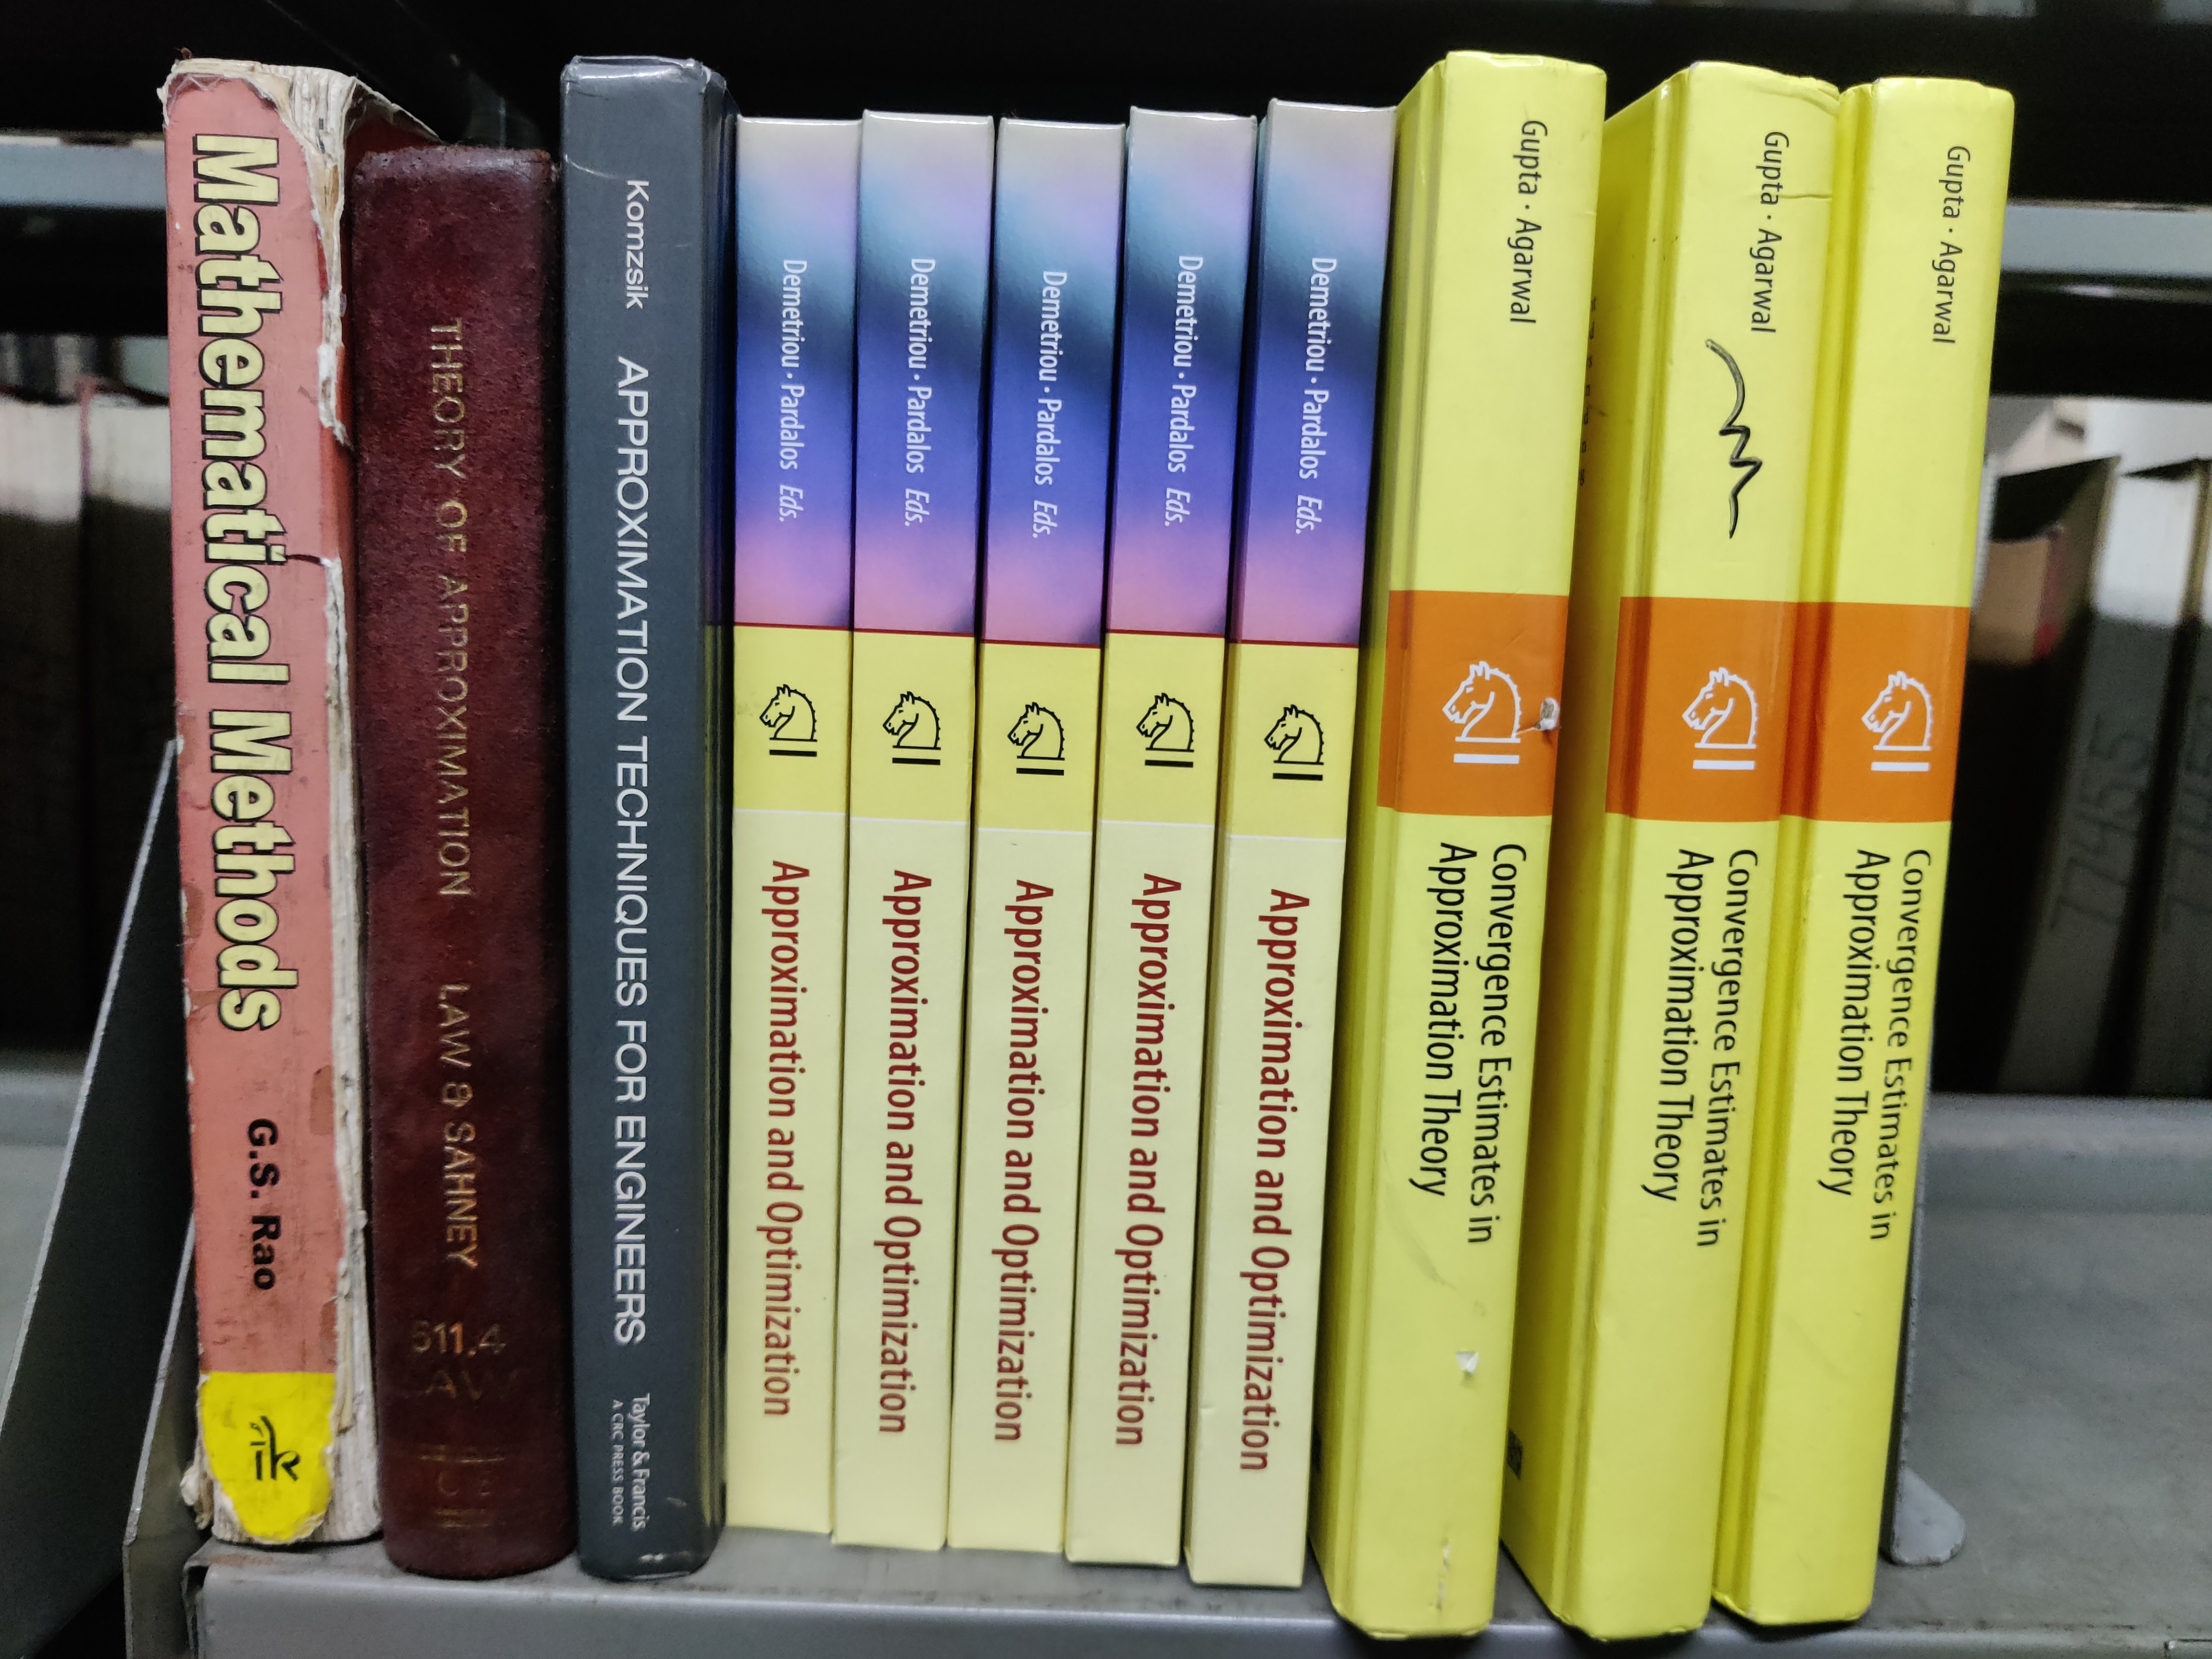 Mathematical Methods
G.S. Rao
THEORY OF APPROXIMATION LAW & SAHNEY
511.4
Komzsik APPROXIMATION TECHNIQUES FOR ENGINEERS
Taylor & Francis
A CRC PRESS BOOK
Demetriou · Pardalos Eds.
Approximation and Optimization
Demetriou · Pardalos Eds.
Approximation and Optimization
Demetriou · Pardalos Eds.
Approximation and Optimization
Demetriou · Pardalos Eds.
Approximation and Optimization
Demetriou · Pardalos Eds.
Approximation and Optimization
Gupta · Agarwal
Convergence Estimates in
Approximation Theory
Gupta · Agarwal
Convergence Estimates in
Approximation Theory
Gupta · Agarwal
Convergence Estimates in
Approximation Theory
7745